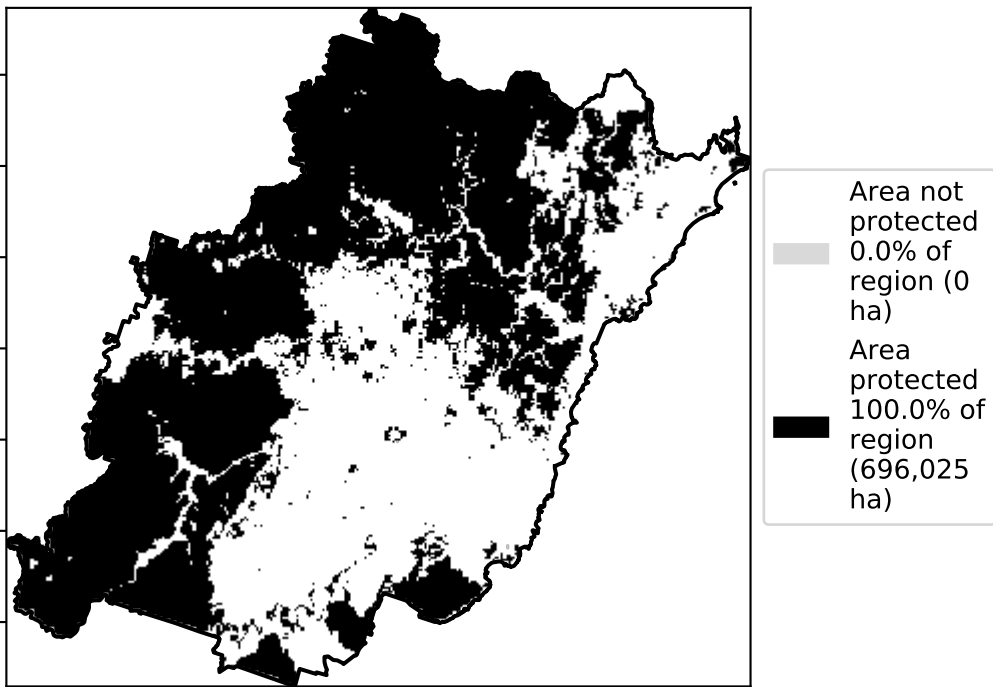 Area not
protected
0.0% of
region (0
ha)
Area
protected
100.0% of
region
(696,025
ha)